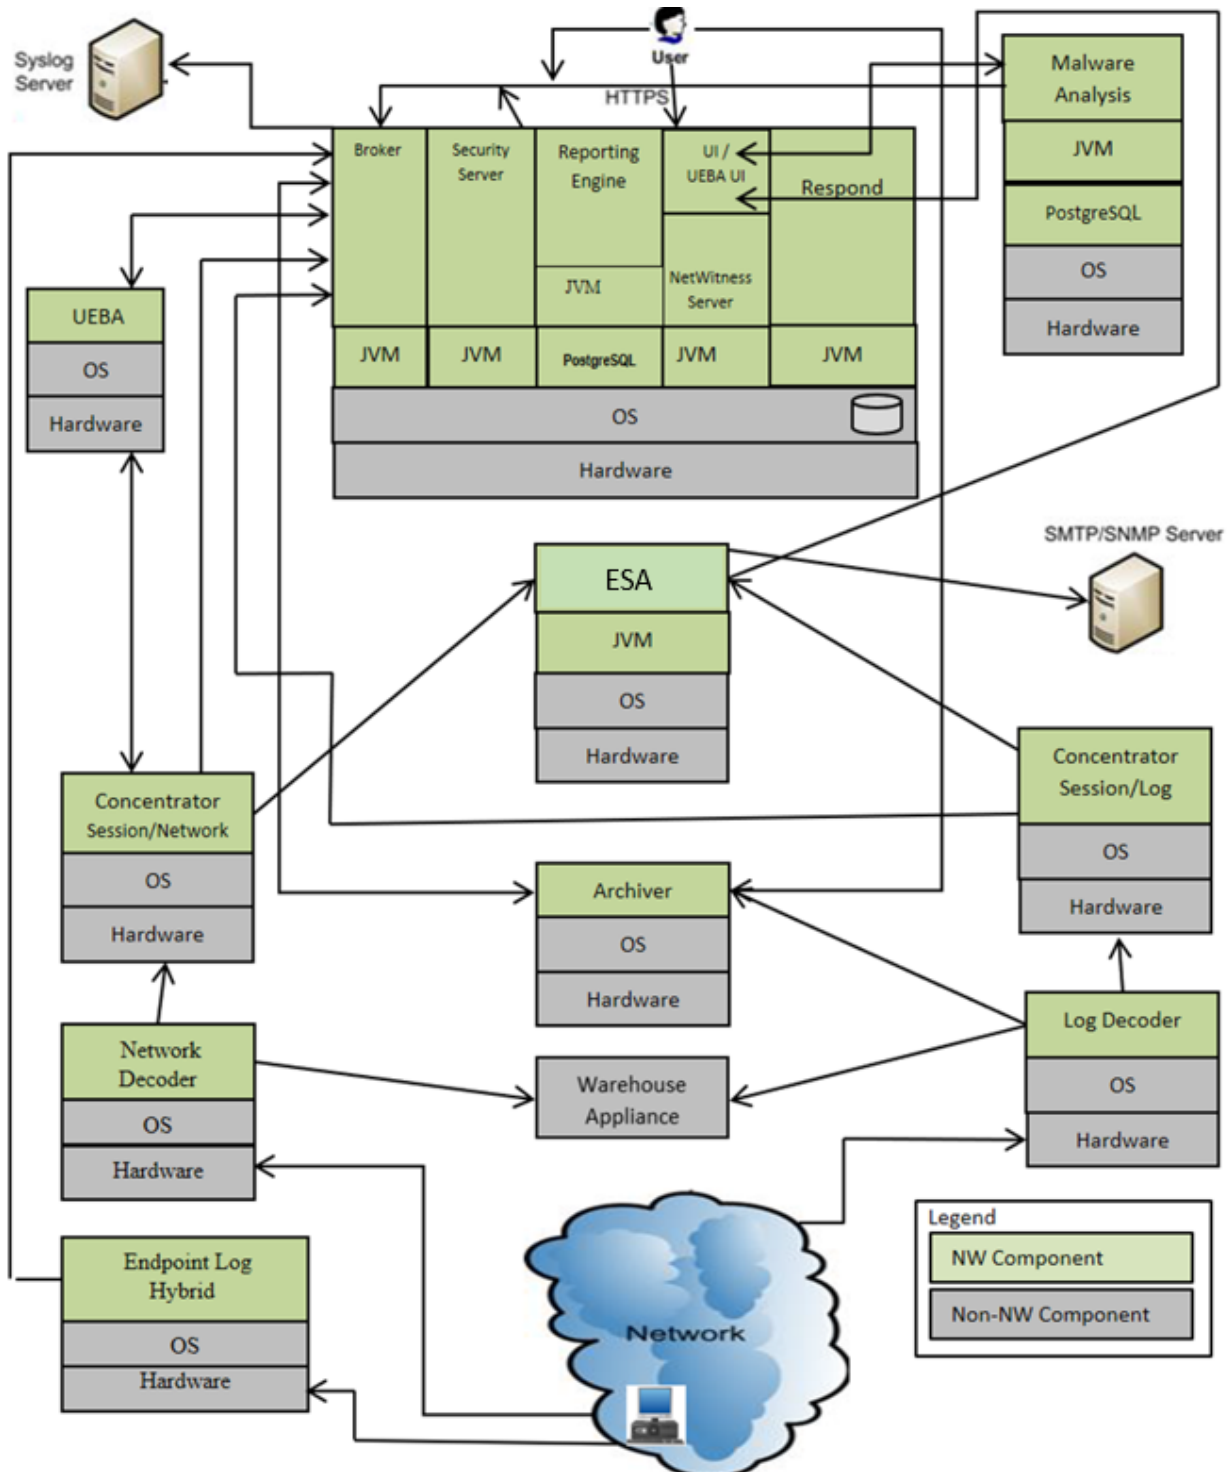 Syslog
Server
User
HTTPS
Malware
Analysis
JVM
PostgreSQL
OS
Hardware
Broker
Security
Server
Reporting
Engine
UI /
UEBA UI
Respond
JVM
NetWitness
Server
JVM
JVM
PostgreSQL
JVM
JVM
OS
Hardware
UEBA
OS
Hardware
SMTP/SNMP Server
ESA
JVM
OS
Hardware
Concentrator
Session/Network
OS
Hardware
Concentrator
Session/Log
OS
Hardware
Archiver
OS
Hardware
Network
Decoder
OS
Hardware
Warehouse
Appliance
Log Decoder
OS
Hardware
Endpoint Log
Hybrid
OS
Hardware
Network
Legend
NW Component
Non-NW Component